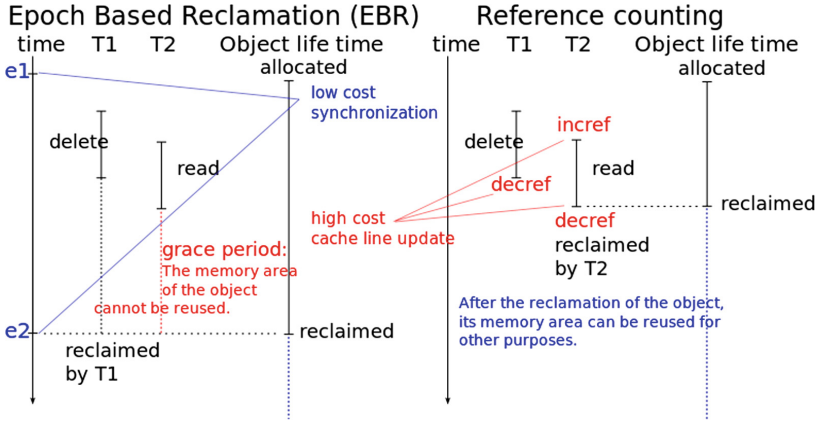 Epoch Based Reclamation (EBR)
time T1 T2 Object life time
allocated
e1
low cost
synchronization
delete
read
grace period:
The memory area
of the object
cannot be reused.
e2
reclaimed
reclaimed
by T1
Reference counting
time T1 T2 Object life time
allocated
incref
delete
read
decref
high cost
cache line update
reclaimed
decref
reclaimed
by T2
After the reclamation of the object,
its memory area can be reused for
other purposes.